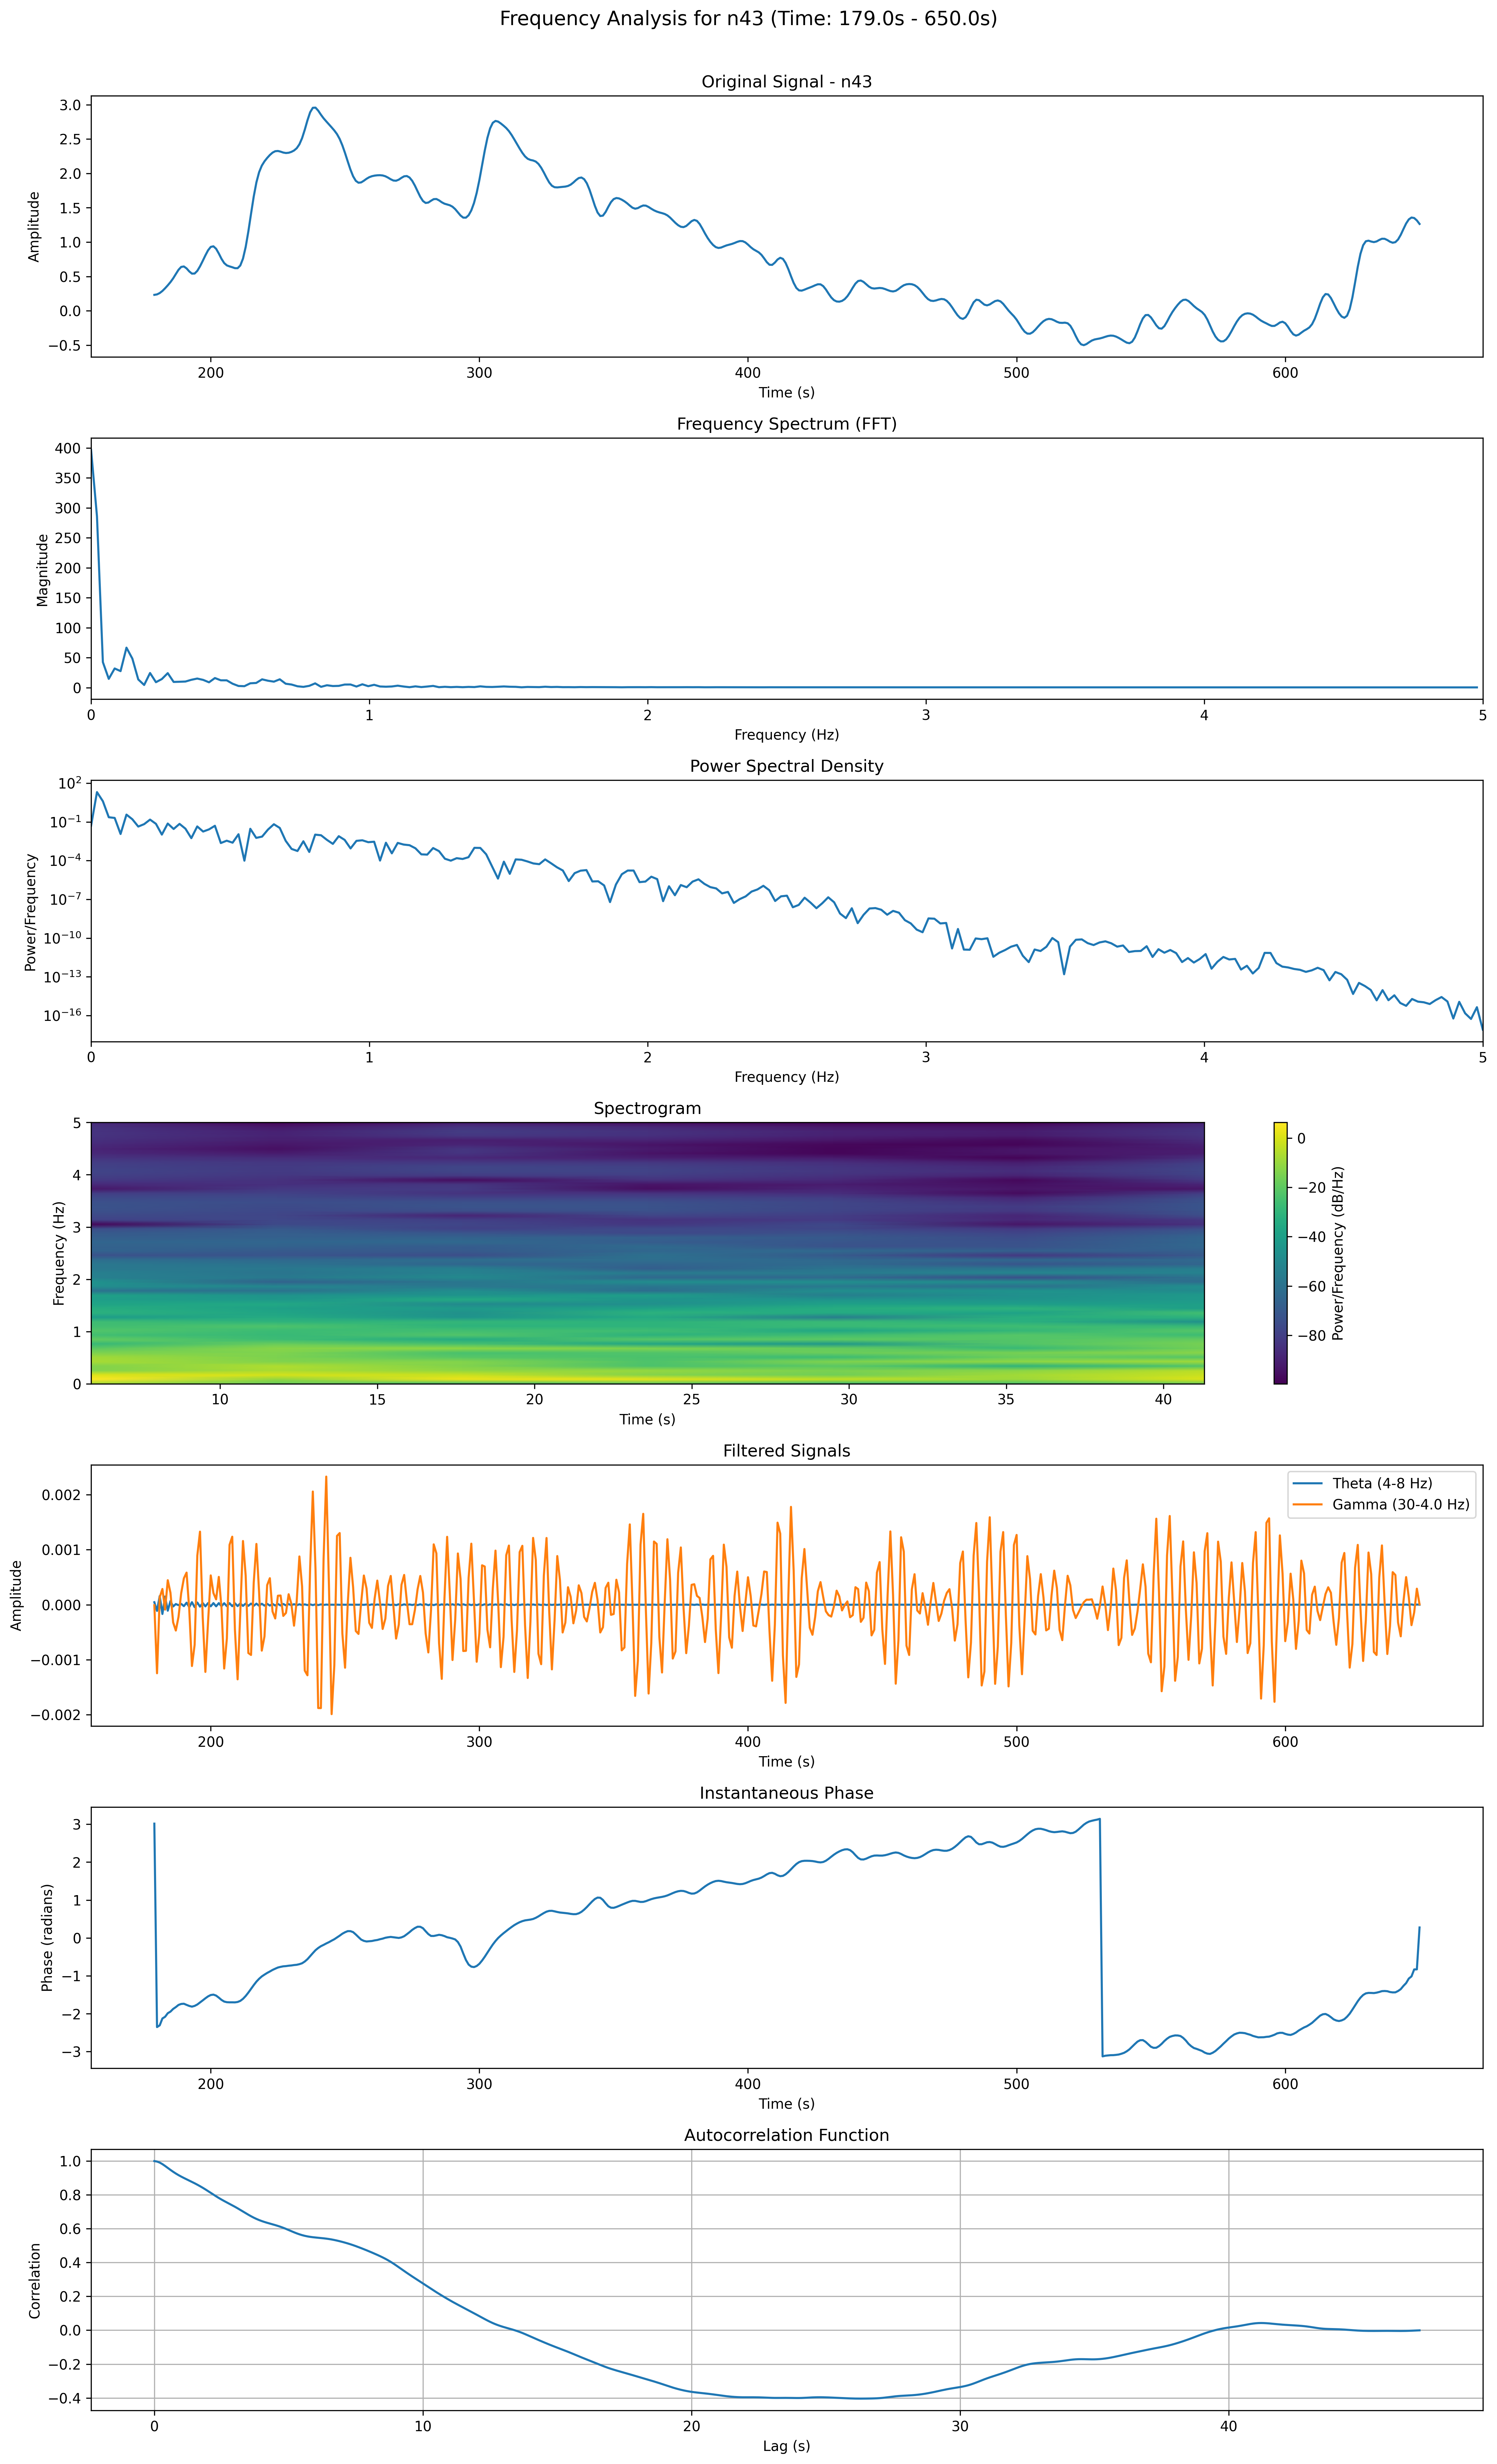 Frequency Analysis for n43 (Time: 179.0s - 650.0s)
Original Signal - n43
3.0
2.5
2.0
1.5
1.0
0.5
0.0
−0.5
Amplitude
200 300 400 500 600
Time (s)
Frequency Spectrum (FFT)
400
350
300
250
200
150
100
50
0
Magnitude
0 1 2 3 4 5
Frequency (Hz)
Power Spectral Density
10²
10⁻¹
10⁻⁴
10⁻⁷
10⁻¹⁰
10⁻¹³
10⁻¹⁶
Power/Frequency
0 1 2 3 4 5
Frequency (Hz)
Spectrogram
5
4
3
2
1
0
Frequency (Hz)
10 15 20 25 30 35 40
Time (s)
0
−20
−40
−60
−80
Power/Frequency (dB/Hz)
Filtered Signals
Theta (4-8 Hz)
Gamma (30-4.0 Hz)
0.002
0.001
0.000
−0.001
−0.002
Amplitude
200 300 400 500 600
Time (s)
Instantaneous Phase
3
2
1
0
−1
−2
−3
Phase (radians)
200 300 400 500 600
Time (s)
Autocorrelation Function
1.0
0.8
0.6
0.4
0.2
0.0
−0.2
−0.4
Correlation
0 10 20 30 40
Lag (s)